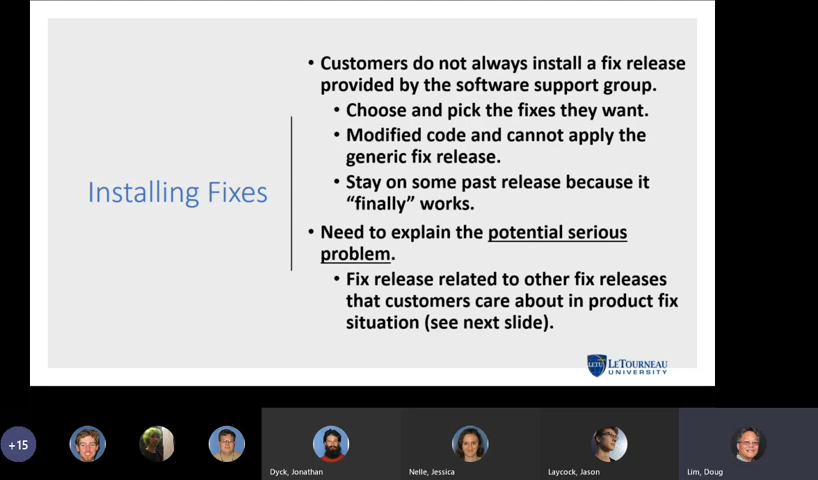 Installing Fixes
• Customers do not always install a fix release
provided by the software support group.
• Choose and pick the fixes they want.
• Modified code and cannot apply the
generic fix release.
• Stay on some past release because it
“finally” works.
• Need to explain the potential serious
problem.
• Fix release related to other fix releases
that customers care about in product fix
situation (see next slide).
LETU
LETOURNEAU
UNIVERSITY
+15
Dyck, Jonathan
Nelle, Jessica
Laycock, Jason
Lim, Doug